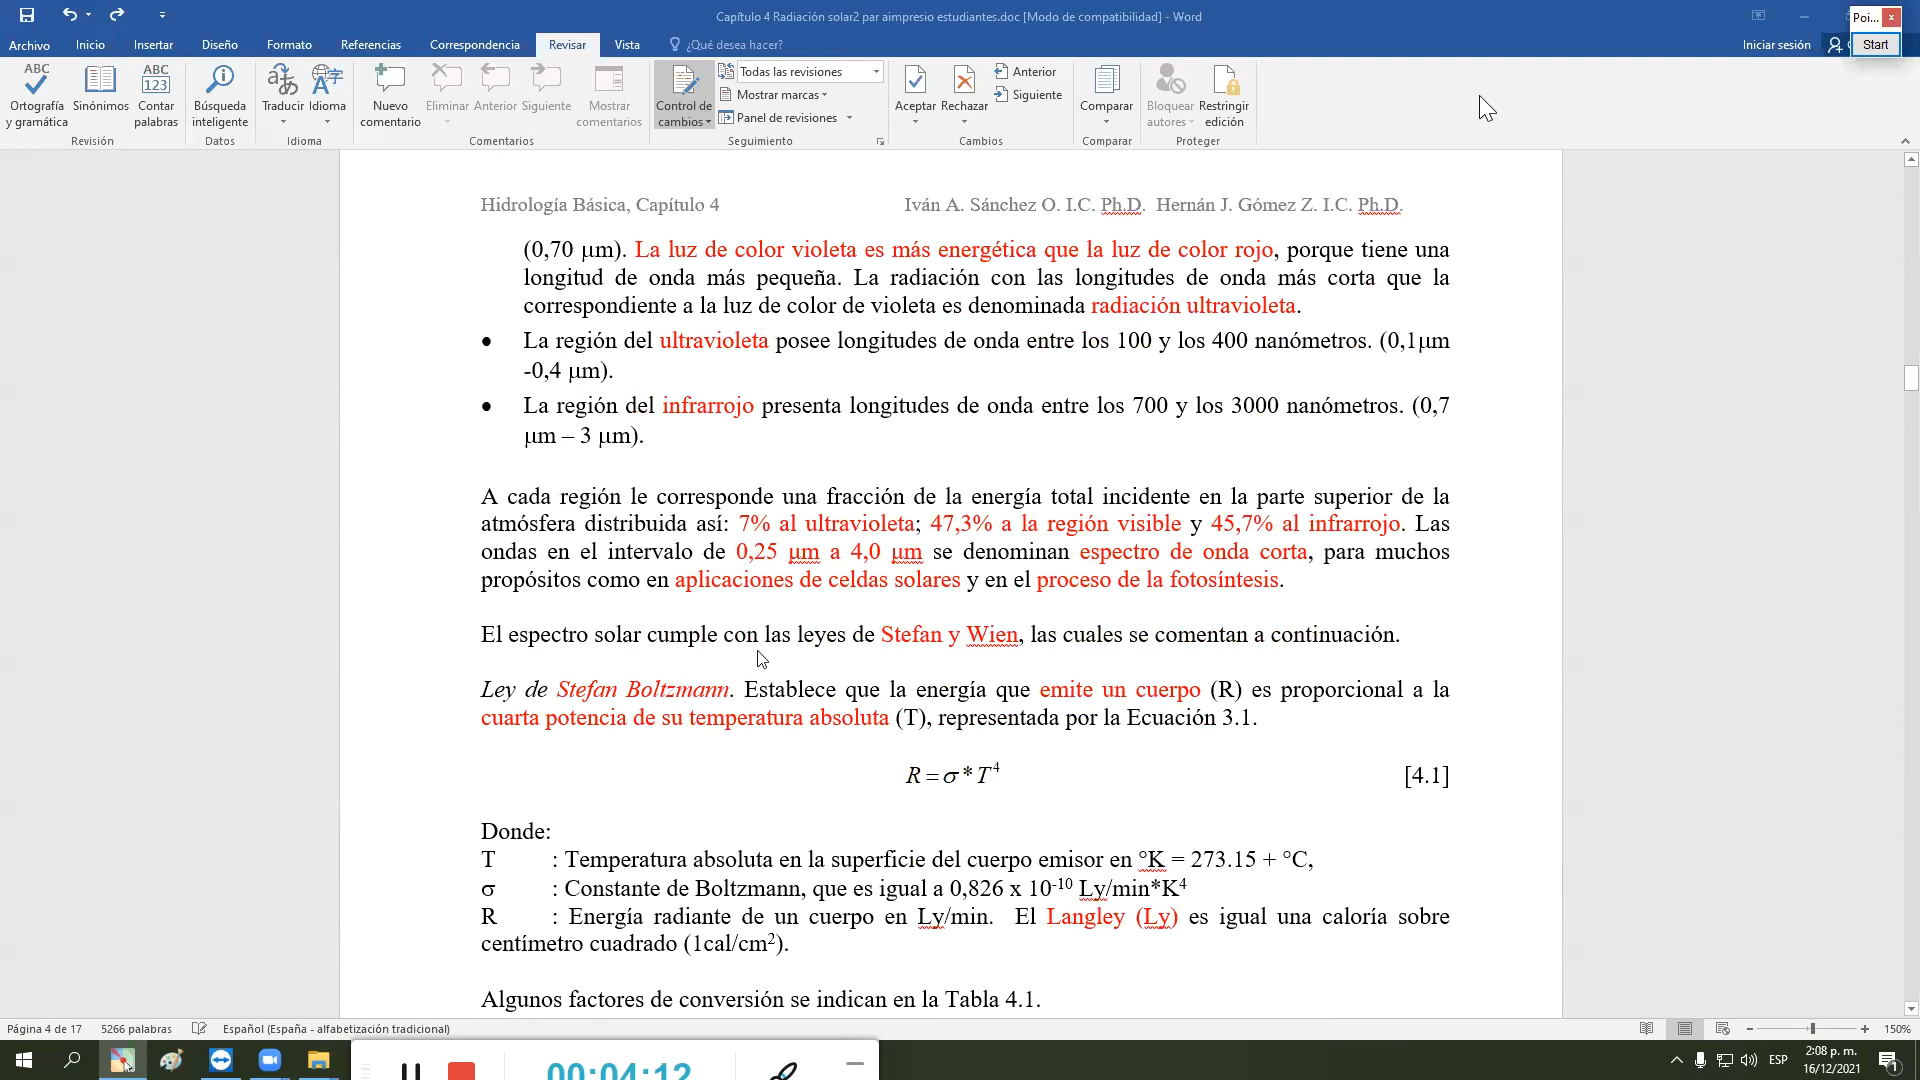 Capítulo 4 Radiación solar2 par aimpresio estudiantes.doc [Modo de compatibilidad] - Word
Poi...
Archivo Inicio Insertar Diseño Formato Referencias Correspondencia Revisar Vista ¿Qué desea hacer? Iniciar sesión Start
Ortografía y gramática
Sinónimos
Contar palabras
Búsqueda inteligente
Traducir
Idioma
Nuevo comentario
Eliminar
Anterior
Siguiente
Mostrar comentarios
Control de cambios
Todas las revisiones
Mostrar marcas
Panel de revisiones
Aceptar
Rechazar
Anterior
Siguiente
Comparar
Bloquear autores
Restringir edición
Revisión Datos Idioma Comentarios Seguimiento Cambios Comparar Proteger
Hidrología Básica, Capítulo 4 Iván A. Sánchez O. I.C. Ph.D. Hernán J. Gómez Z. I.C. Ph.D.
(0,70 μm). La luz de color violeta es más energética que la luz de color rojo, porque tiene una
longitud de onda más pequeña. La radiación con las longitudes de onda más corta que la
correspondiente a la luz de color de violeta es denominada radiación ultravioleta.
• La región del ultravioleta posee longitudes de onda entre los 100 y los 400 nanómetros. (0,1μm
-0,4 μm).
• La región del infrarrojo presenta longitudes de onda entre los 700 y los 3000 nanómetros. (0,7
μm – 3 μm).
A cada región le corresponde una fracción de la energía total incidente en la parte superior de la
atmósfera distribuida así: 7% al ultravioleta; 47,3% a la región visible y 45,7% al infrarrojo. Las
ondas en el intervalo de 0,25 μm a 4,0 μm se denominan espectro de onda corta, para muchos
propósitos como en aplicaciones de celdas solares y en el proceso de la fotosíntesis.
El espectro solar cumple con las leyes de Stefan y Wien, las cuales se comentan a continuación.
Ley de Stefan Boltzmann. Establece que la energía que emite un cuerpo (R) es proporcional a la
cuarta potencia de su temperatura absoluta (T), representada por la Ecuación 3.1.
R = σ * T⁴ [4.1]
Donde:
T : Temperatura absoluta en la superficie del cuerpo emisor en °K = 273.15 + °C,
σ : Constante de Boltzmann, que es igual a 0,826 x 10⁻¹⁰ Ly/min*K⁴
R : Energía radiante de un cuerpo en Ly/min. El Langley (Ly) es igual una caloría sobre
centímetro cuadrado (1cal/cm²).
Algunos factores de conversión se indican en la Tabla 4.1.
Página 4 de 17 5266 palabras Español (España - alfabetización tradicional) 150%
00:04:12
ESP
2:08 p. m.
16/12/2021
1